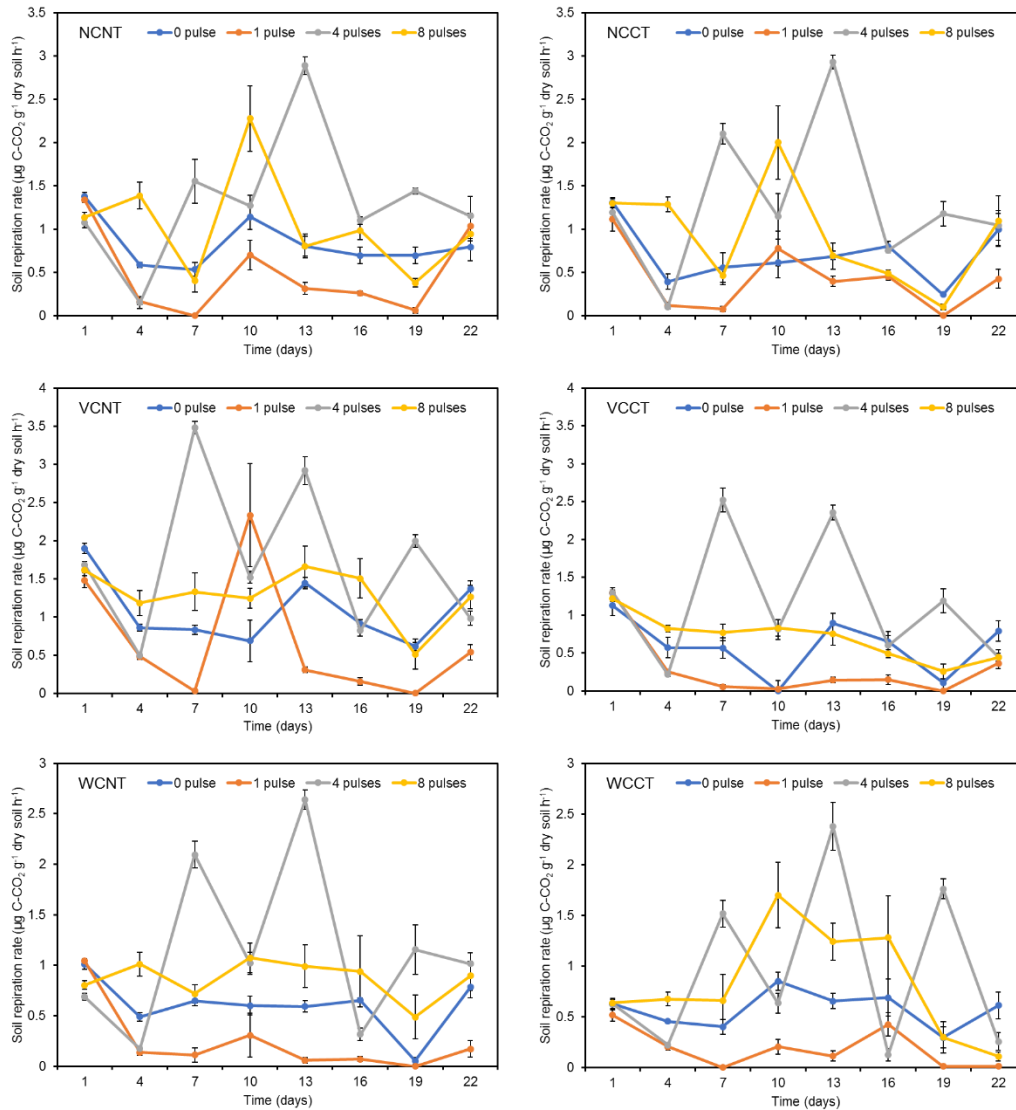 NCNT 0 pulse 1 pulse 4 pulses 8 pulses
Soil repiration rate (µg C-CO₂ g⁻¹ dry soil h⁻¹)
3.5
3
2.5
2
1.5
1
0.5
0
1 4 7 10 13 16 19 22
Time (days)
NCCT 0 pulse 1 pulse 4 pulses 8 pulses
Soil repiration rate (µg C-CO₂ g⁻¹ dry soil h⁻¹)
3.5
3
2.5
2
1.5
1
0.5
0
1 4 7 10 13 16 19 22
Time (days)
VCNT 0 pulse 1 pulse 4 pulses 8 pulses
Soil repiration rate (µg C-CO₂ g⁻¹ dry soil h⁻¹)
4
3.5
3
2.5
2
1.5
1
0.5
0
1 4 7 10 13 16 19 22
Time (days)
VCCT 0 pulse 1 pulse 4 pulses 8 pulses
Soil repiration rate (µg C-CO₂ g⁻¹ dry soil h⁻¹)
4
3.5
3
2.5
2
1.5
1
0.5
0
1 4 7 10 13 16 19 22
Time (days)
WCNT 0 pulse 1 pulse 4 pulses 8 pulses
Soil repiration rate (µg C-CO₂ g⁻¹ dry soil h⁻¹)
3
2.5
2
1.5
1
0.5
0
1 4 7 10 13 16 19 22
Time (days)
WCCT 0 pulse 1 pulse 4 pulses 8 pulses
Soil repiration rate (µg C-CO₂ g⁻¹ dry soil h⁻¹)
3
2.5
2
1.5
1
0.5
0
1 4 7 10 13 16 19 22
Time (days)